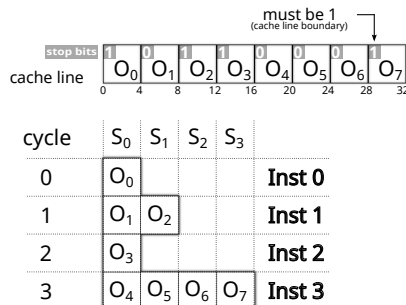 must be 1
(cache line boundary)
stop bits 1 0 1 1 0 0 0 1
cache line O₀ O₁ O₂ O₃ O₄ O₅ O₆ O₇
0 4 8 12 16 20 24 28 32
cycle S₀ S₁ S₂ S₃
0 O₀ Inst 0
1 O₁ O₂ Inst 1
2 O₃ Inst 2
3 O₄ O₅ O₆ O₇ Inst 3